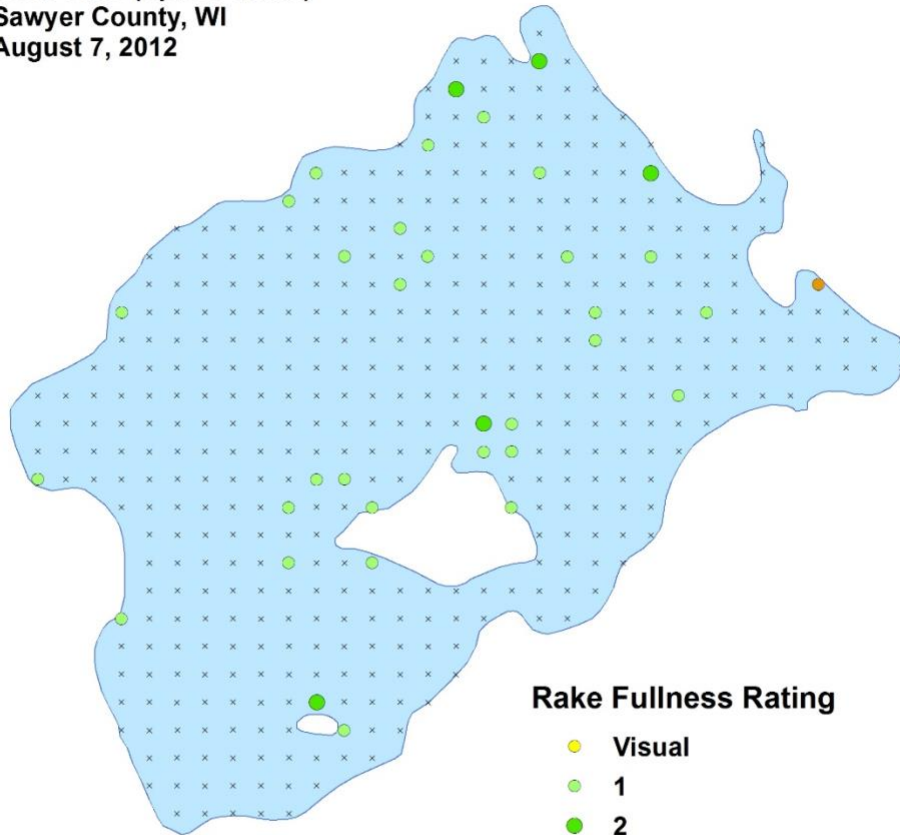 Sawyer County, WI
August 7, 2012
Rake Fullness Rating
Visual
1
2